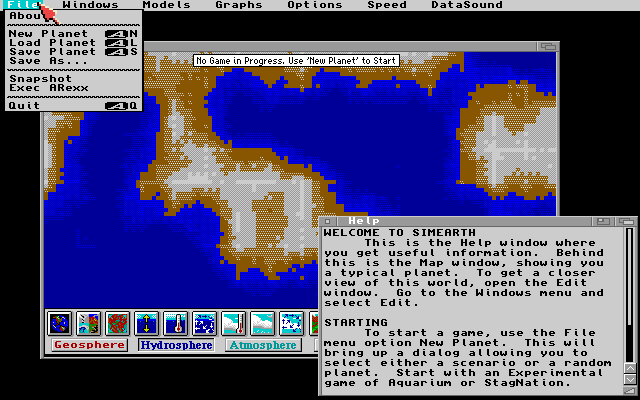 File Windows Models Graphs Options Speed DataSound
About
New Planet A N
Load Planet A L
Save Planet A S
Save As...
Snapshot
Exec ARexx
Quit A Q
No Game in Progress. Use 'New Planet' to Start
Geosphere Hydrosphere Atmosphere
Help
WELCOME TO SIMEARTH
This is the Help window where
you get useful information. Behind
this is the Map window, showing you
a typical planet. To get a closer
view of this world, open the Edit
window. Go to the Windows menu and
select Edit.
STARTING
To start a game, use the File
menu option New Planet. This will
bring up a dialog allowing you to
select either a scenario or a random
planet. Start with an Experimental
game of Aquarium or StagNation.